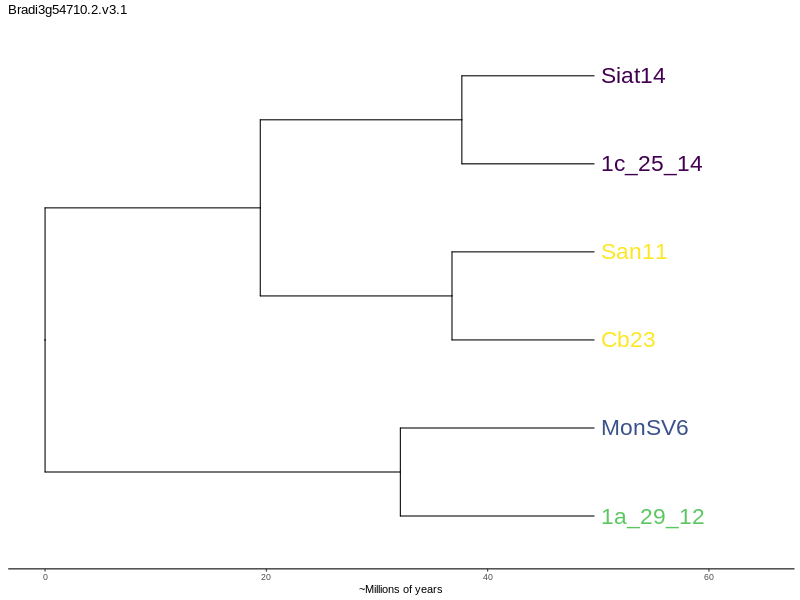 Bradi3g54710.2.v3.1
Siat14
1c_25_14
San11
Cb23
MonSV6
1a_29_12
0 20 40 60
~Millions of years